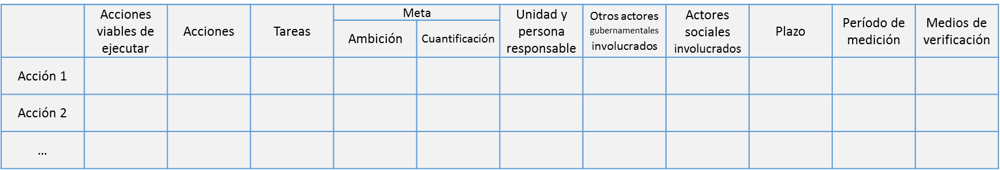 Acciones
viables de
ejecutar
Acciones
Tareas
Meta
Ambición
Cuantificación
Unidad y
persona
responsable
Otros actores
gubernamentales
involucrados
Actores
sociales
involucrados
Plazo
Período de
medición
Medios de
verificación
Acción 1
Acción 2
...